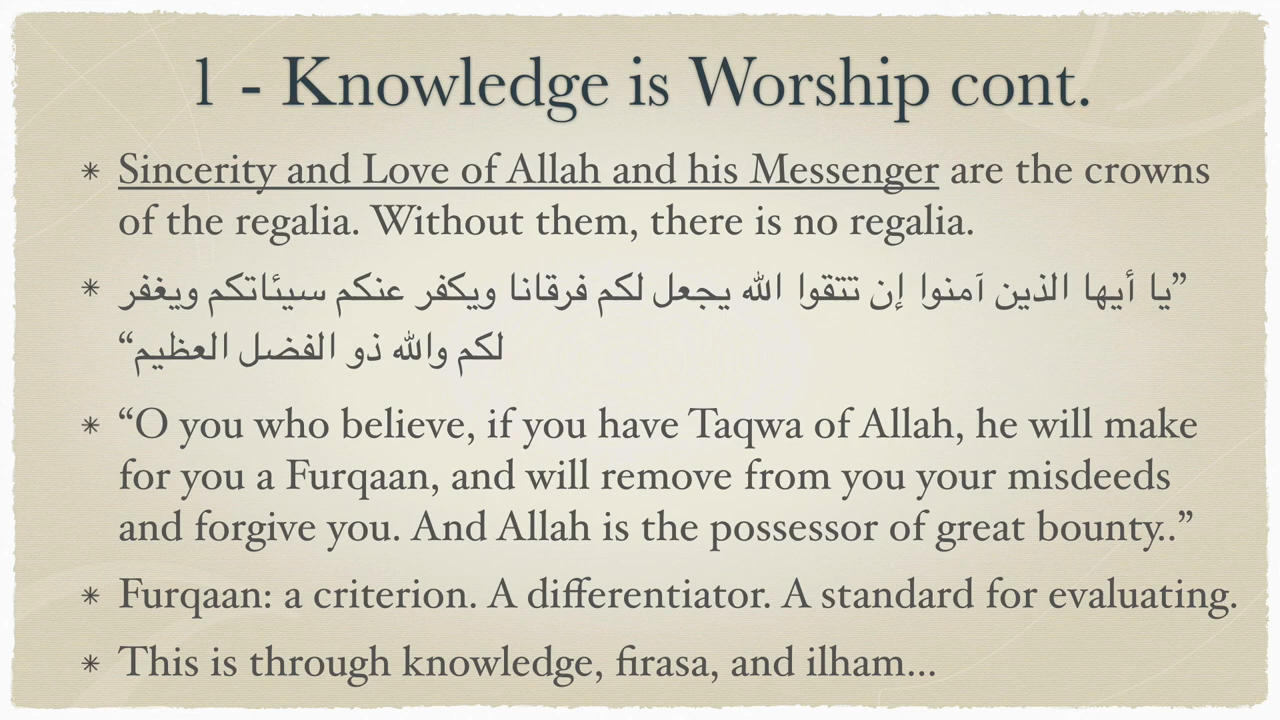 1 - Knowledge is Worship cont.
* Sincerity and Love of Allah and his Messenger are the crowns
of the regalia. Without them, there is no regalia.
* ”يا أيها الذين آمنوا إن تتقوا الله يجعل لكم فرقانا ويكفر عنكم سيئاتكم ويغفر
لكم والله ذو الفضل العظيم“
* “O you who believe, if you have Taqwa of Allah, he will make
for you a Furqaan, and will remove from you your misdeeds
and forgive you. And Allah is the possessor of great bounty..”
* Furqaan: a criterion. A differentiator. A standard for evaluating.
* This is through knowledge, firasa, and ilham...